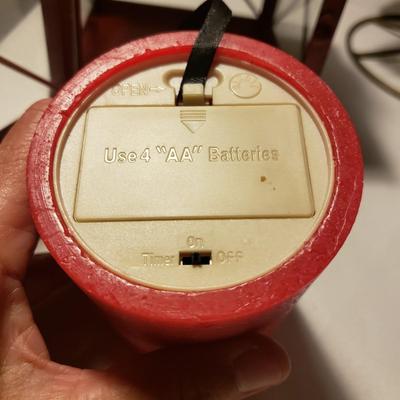 OPEN
Use 4 "AA" Batteries
On
Timer OFF